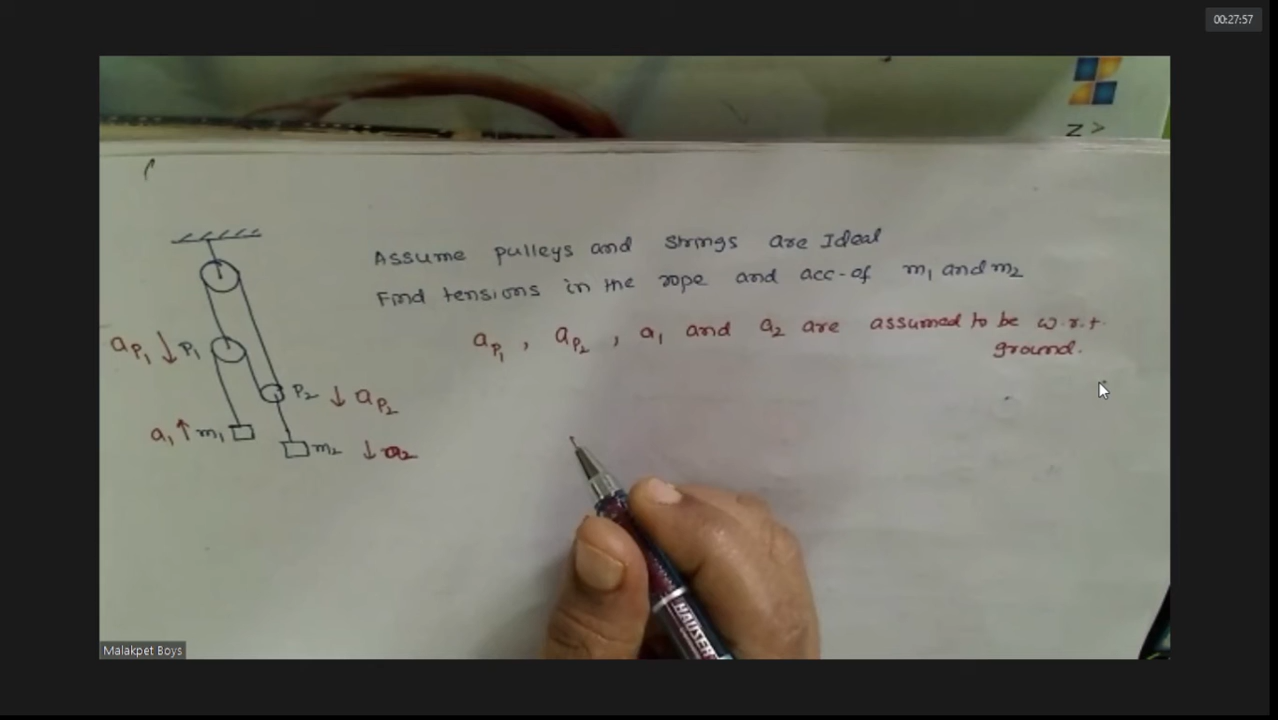 00:27:57
Z >
Assume pulleys and strings are Ideal
Find tensions in the rope and acc-of m₁ and m₂
aP₁ , aP₂ , a₁ and a₂ are assumed to be w.r.t
ground.
aP₁ ↓ P₁
P₂ ↓ aP₂
a₁ ↑ m₁
m₂ ↓ a₂
HAUSER
Malakpet Boys